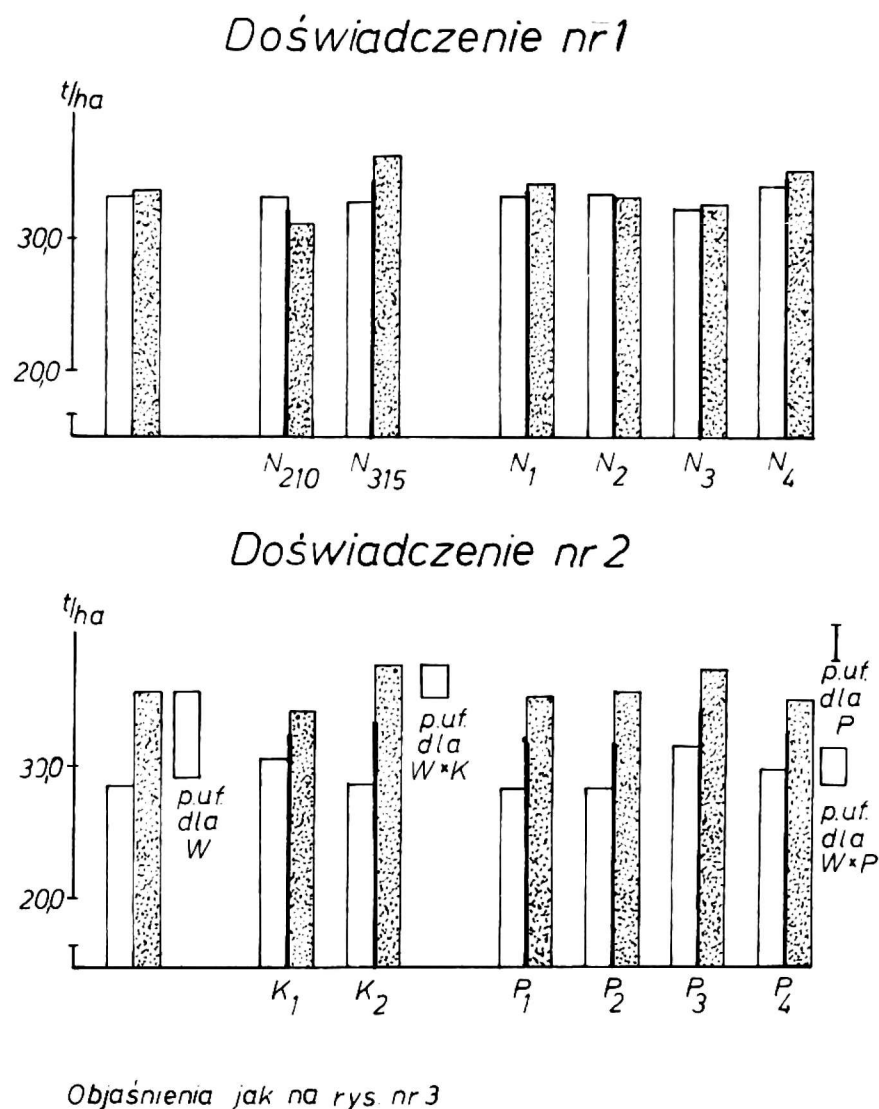 Doświadczenie nr 1
t/ha
30,0
20,0
N210 N315 N1 N2 N3 N4
Doświadczenie nr 2
t/ha
30,0
20,0
p.uf.
dla
W
p.uf.
dla
W×K
p.uf.
dla
P
p.uf.
dla
W×P
K1 K2 P1 P2 P3 P4
Objaśnienia jak na rys. nr 3